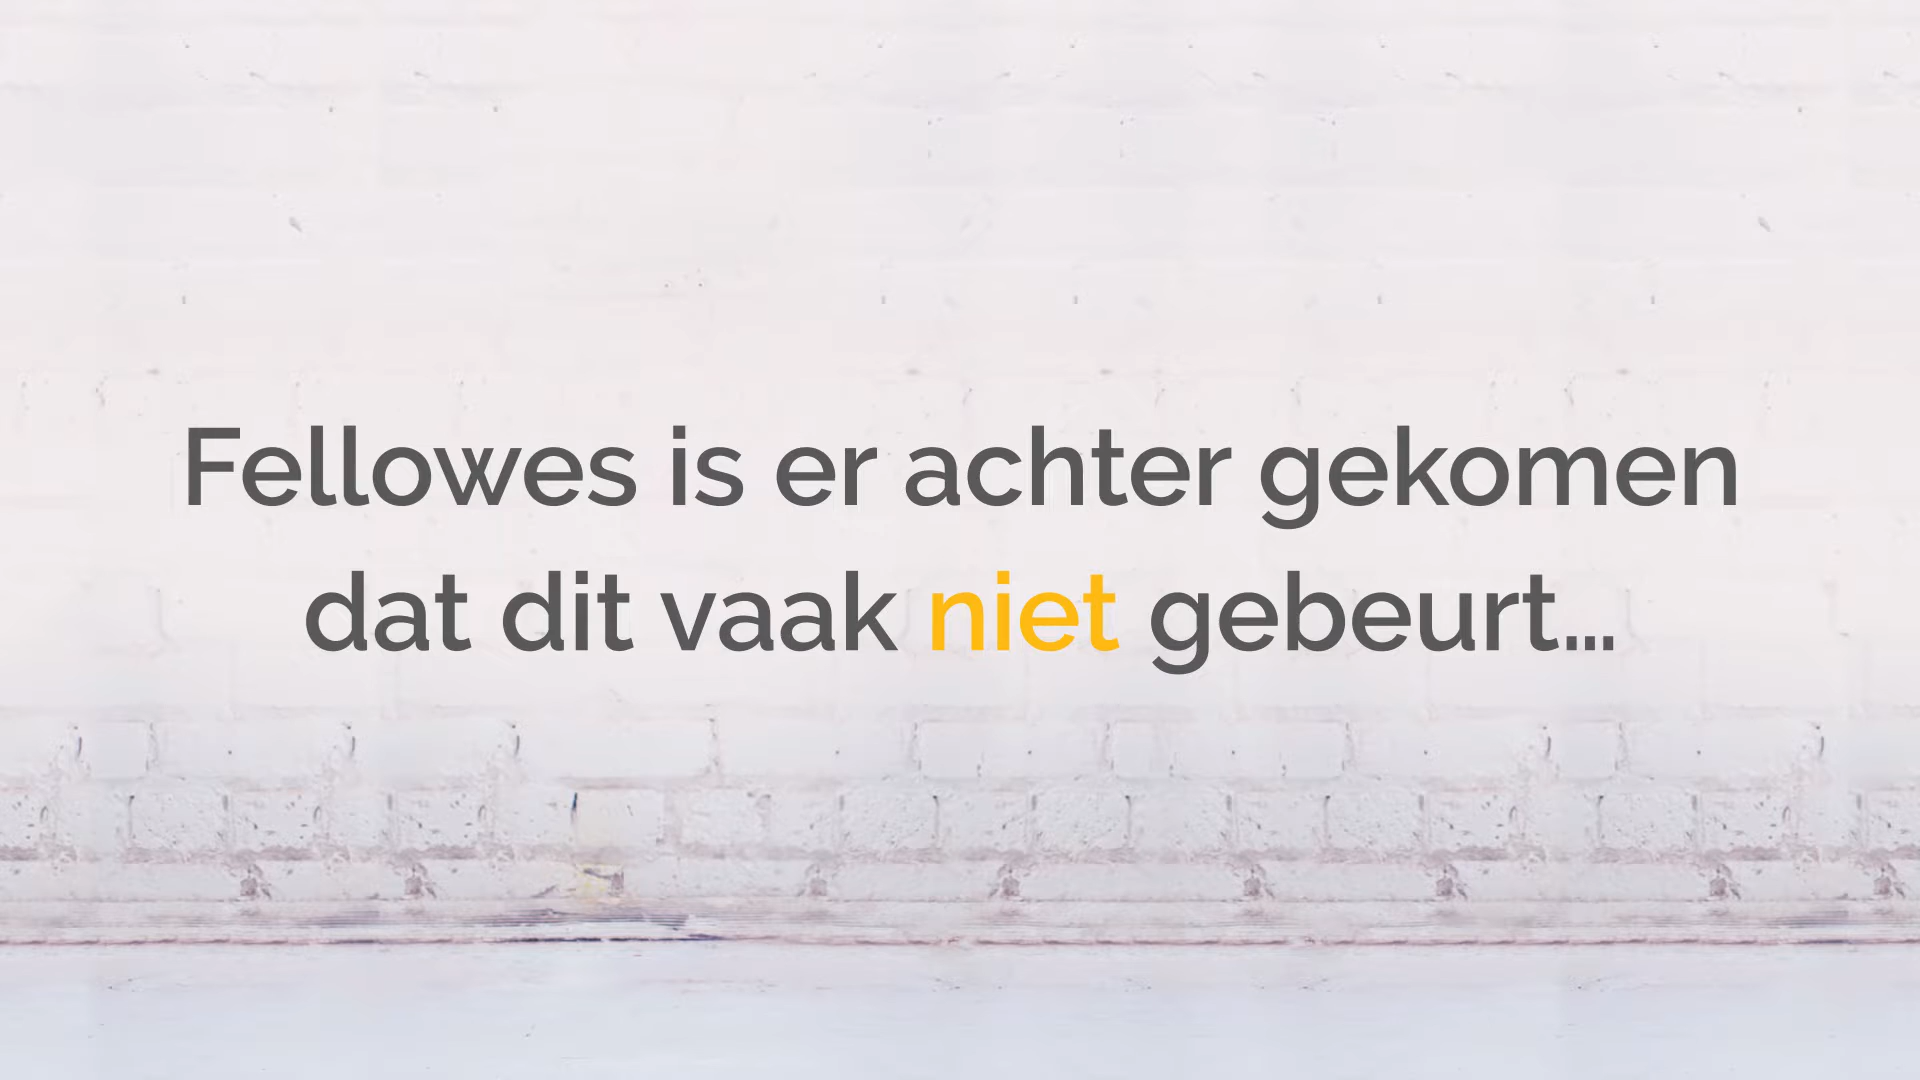 Fellowes is er achter gekomen
dat dit vaak niet gebeurt...